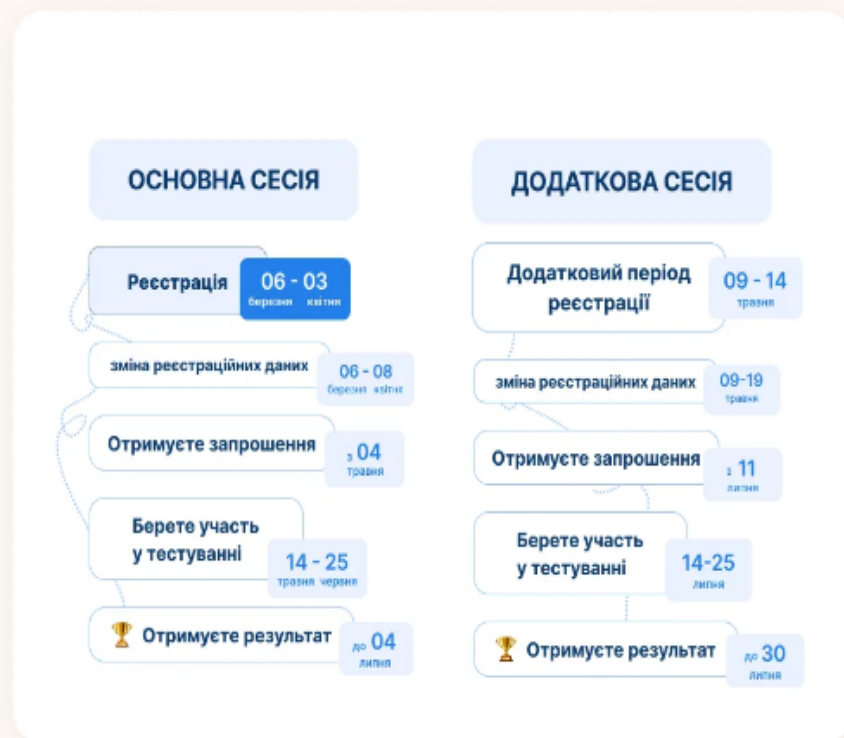 ОСНОВНА СЕСІЯ
Реєстрація
06 - 03
березня квітня
зміна реєстраційних даних
06 - 08
березня квітня
Отримуєте запрошення
з 04
травня
Берете участь
у тестуванні
14 - 25
травня червня
Отримуєте результат
до 04
липня
ДОДАТКОВА СЕСІЯ
Додатковий період
реєстрації
09 - 14
травня
зміна реєстраційних даних
09-19
травня
Отримуєте запрошення
з 11
липня
Берете участь
у тестуванні
14-25
липня
Отримуєте результат
до 30
липня